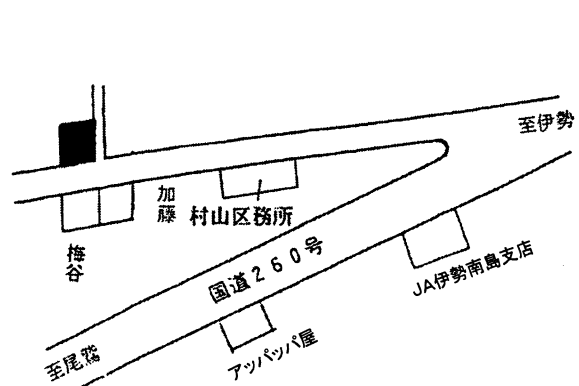 至伊勢
加藤
村山区務所
梅谷
国道260号
JA伊勢南島支店
アッパッパ屋
至尾鷲